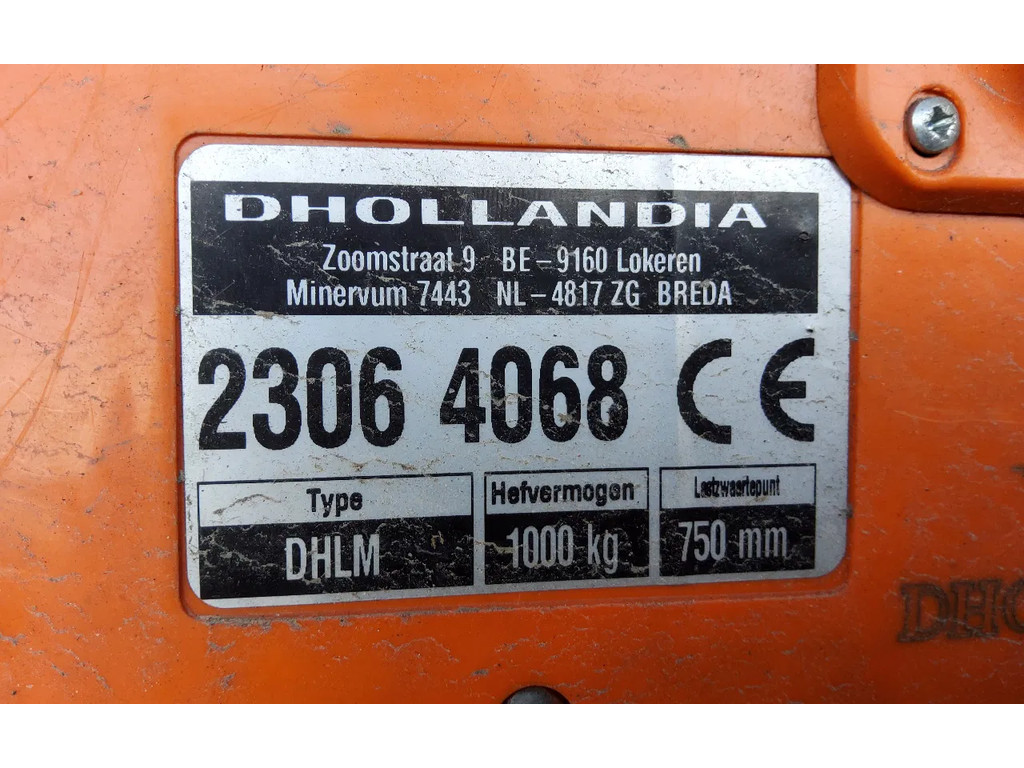 DHOLLANDIA
Zoomstraat 9 BE-9160 Lokeren
Minervum 7443 NL-4817 ZG BREDA
2306 4068 CE
Type Hefvermogen Lastzwaartepunt
DHLM 1000 kg 750 mm
DHO